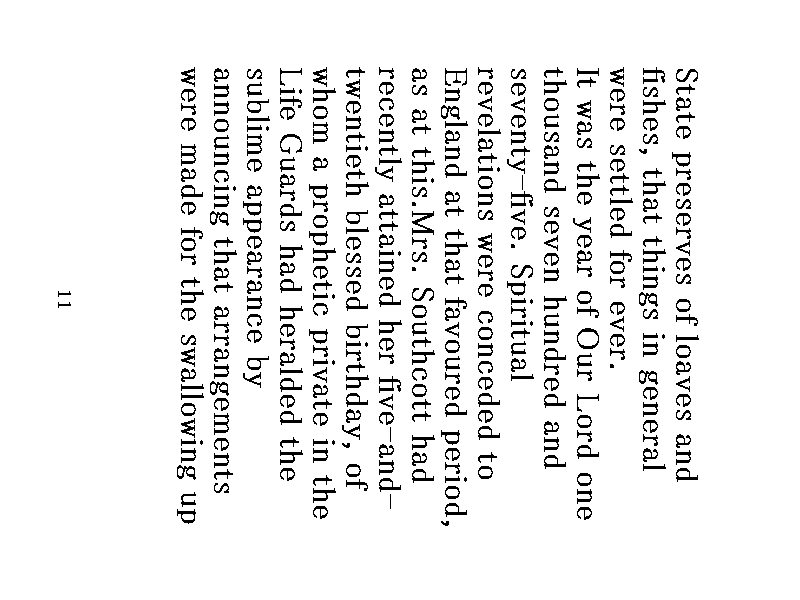 State preserves of loaves and
fishes, that things in general
were settled for ever.
It was the year of Our Lord one
thousand seven hundred and
seventy-five. Spiritual
revelations were conceded to
England at that favoured period,
as at this.Mrs. Southcott had
recently attained her five-and-
twentieth blessed birthday, of
whom a prophetic private in the
Life Guards had heralded the
sublime appearance by
announcing that arrangements
were made for the swallowing up
11